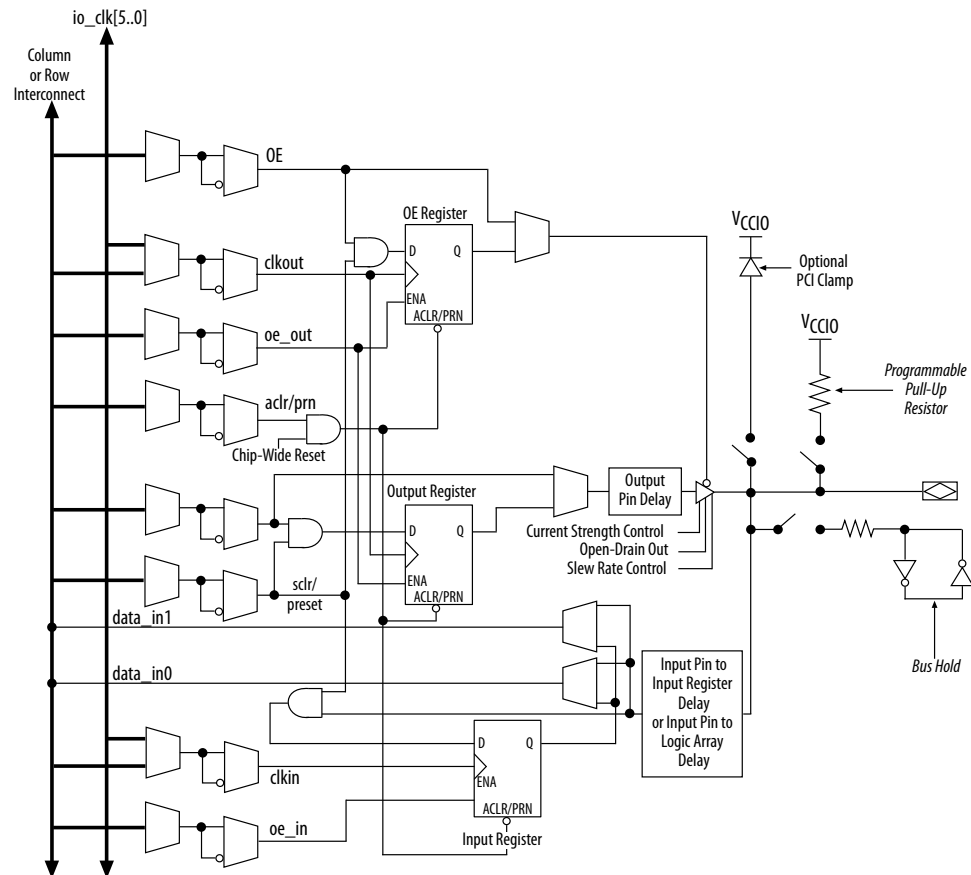 io_clk[5..0]
Column
or Row
Interconnect
OE
OE Register
VCCIO
D
Q
clkout
Optional
PCI Clamp
ENA
ACLR/PRN
oe_out
VCCIO
Programmable
Pull-Up
Resistor
aclr/prn
Chip-Wide Reset
Output Register
Output
Pin Delay
D
Q
Current Strength Control
Open-Drain Out
Slew Rate Control
ENA
ACLR/PRN
sclr/
preset
data_in1
data_in0
Input Pin to
Input Register
Delay
or Input Pin to
Logic Array
Delay
Bus Hold
D
Q
clkin
ENA
ACLR/PRN
oe_in
Input Register